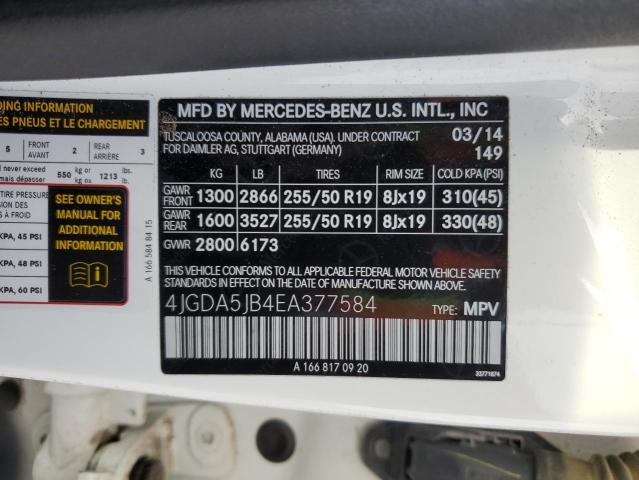 DING INFORMATION
ES PNEUS ET LE CHARGEMENT
5 FRONT AVANT 2 REAR ARRIÈRE 3
never exceed
550 kg or kg ou 1213 lbs. lb.
TIRE PRESSURE
S À FROID
KPA, 45 PSI
KPA, 48 PSI
KPA, 60 PSI
SEE OWNER'S
MANUAL FOR
ADDITIONAL
INFORMATION
A 166 584 84 15
MFD BY MERCEDES-BENZ U.S. INTL., INC
TUSCALOOSA COUNTY, ALABAMA (USA). UNDER CONTRACT 03/14
FOR DAIMLER AG, STUTTGART (GERMANY) 149
KG LB TIRES RIM SIZE COLD KPA(PSI)
GAWR FRONT 1300 2866 255/50 R19 8Jx19 310(45)
GAWR REAR 1600 3527 255/50 R19 8Jx19 330(48)
GVWR 2800 6173
THIS VEHICLE CONFORMS TO ALL APPLICABLE FEDERAL MOTOR VEHICLE SAFETY
STANDARDS IN EFFECT ON THE DATE OF MANUFACTURE SHOWN ABOVE.
4JGDA5JB4EA377584 TYPE: MPV
A 166 817 09 20
33771874